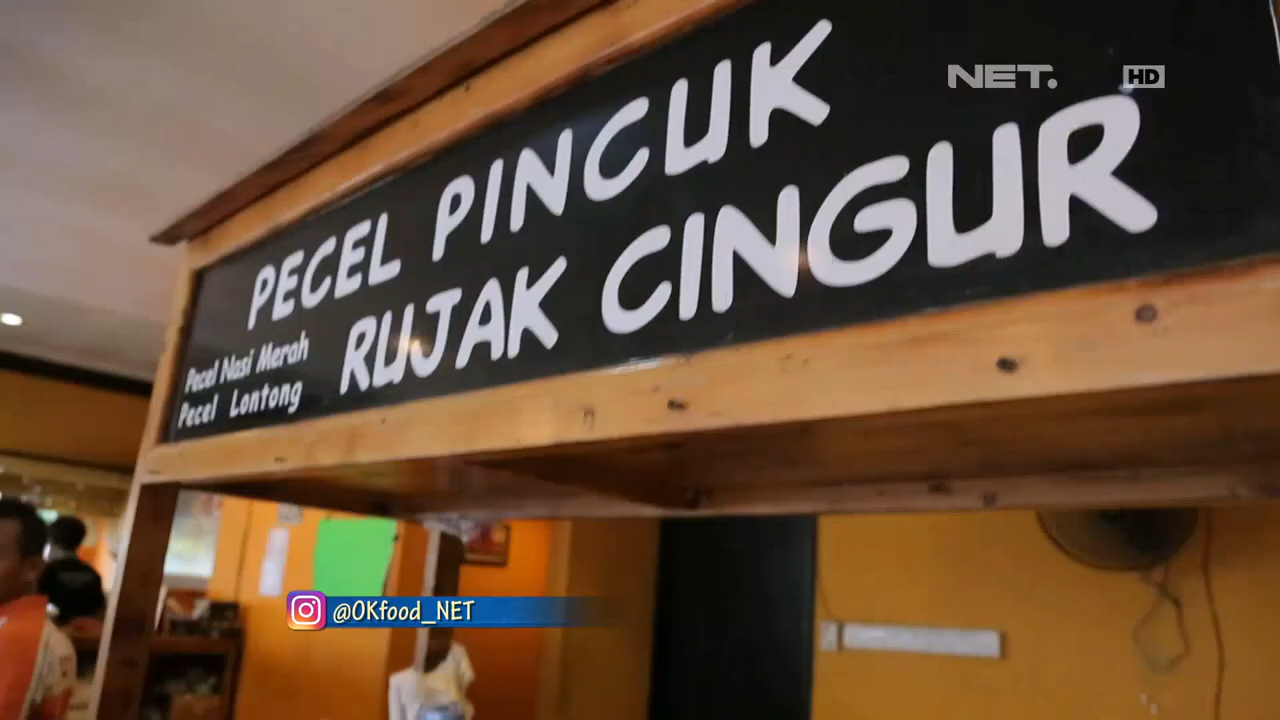 NET. HD
PECEL PINCUK
RUJAK CINGUR
Pecel Nasi Merah
Pecel Lontong
@OKfood_NET